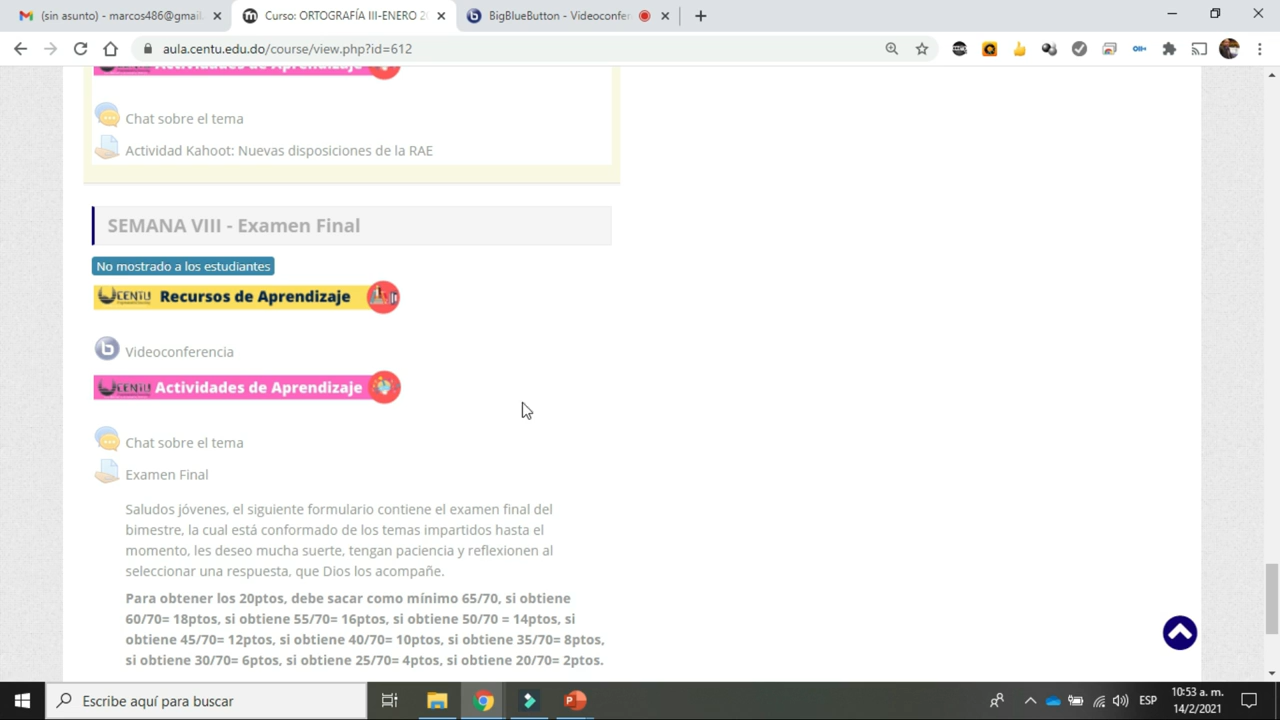 (sin asunto) - marcos486@gmail.
Curso: ORTOGRAFÍA III-ENERO 2
BigBlueButton - Videoconferen
aula.centu.edu.do/course/view.php?id=612
Actividades de Aprendizaje
Chat sobre el tema
Actividad Kahoot: Nuevas disposiciones de la RAE
SEMANA VIII - Examen Final
No mostrado a los estudiantes
UCENTU Recursos de Aprendizaje
Videoconferencia
UCENTU Actividades de Aprendizaje
Chat sobre el tema
Examen Final
Saludos jóvenes, el siguiente formulario contiene el examen final del
bimestre, la cual está conformado de los temas impartidos hasta el
momento, les deseo mucha suerte, tengan paciencia y reflexionen al
seleccionar una respuesta, que Dios los acompañe.
Para obtener los 20ptos, debe sacar como mínimo 65/70, si obtiene
60/70= 18ptos, si obtiene 55/70= 16ptos, si obtiene 50/70 = 14ptos, si
obtiene 45/70= 12ptos, si obtiene 40/70= 10ptos, si obtiene 35/70= 8ptos,
si obtiene 30/70= 6ptos, si obtiene 25/70= 4ptos, si obtiene 20/70= 2ptos.
Escribe aquí para buscar
ESP
10:53 a. m.
14/2/2021